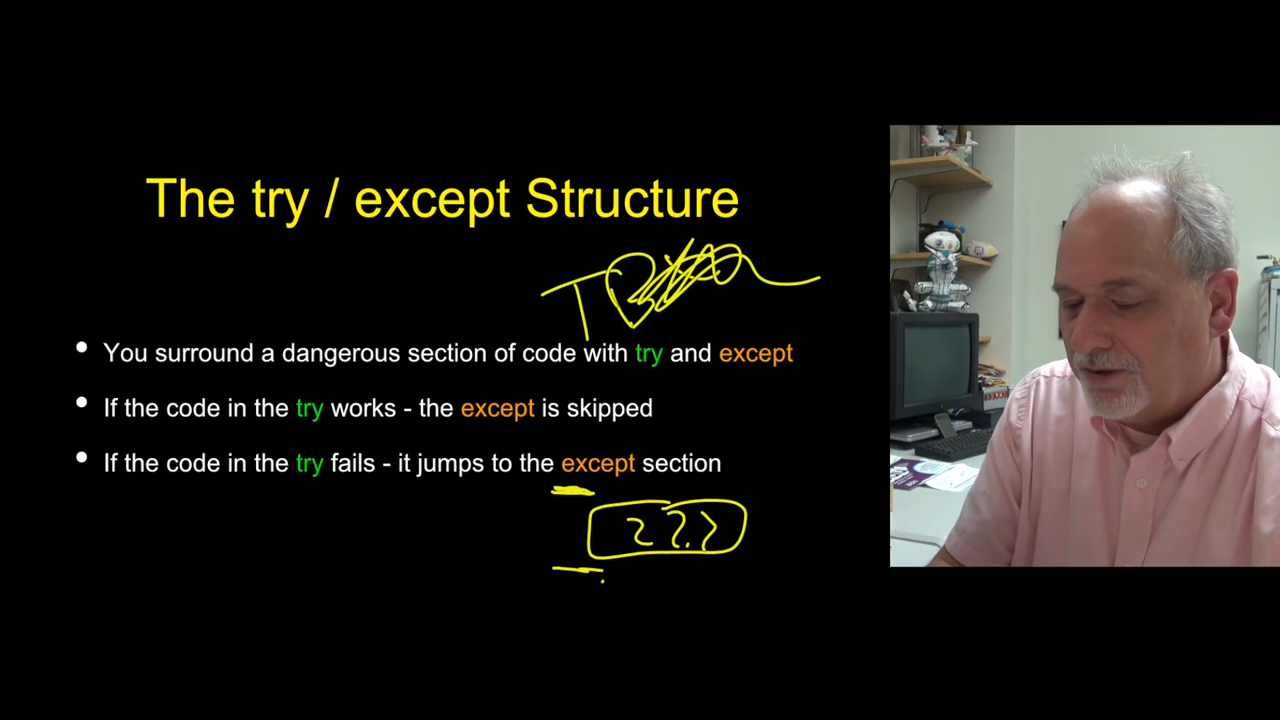 The try / except Structure
• You surround a dangerous section of code with try and except
• If the code in the try works - the except is skipped
• If the code in the try fails - it jumps to the except section